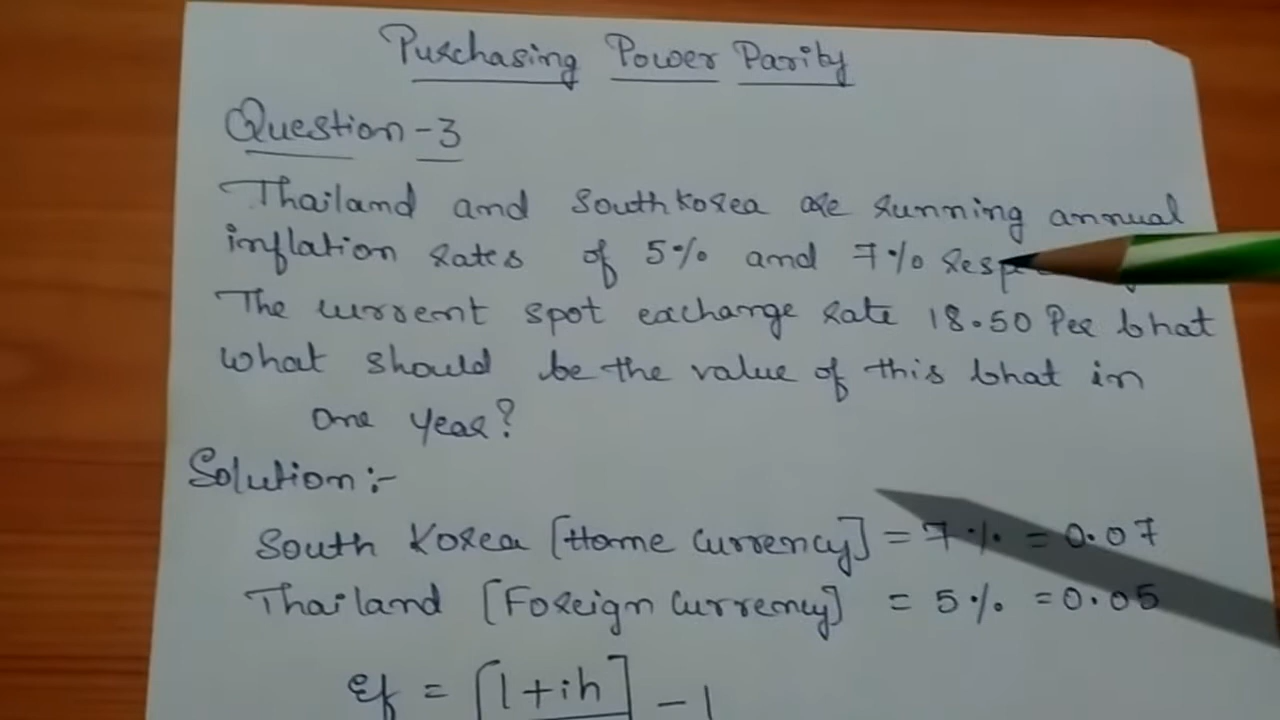 Purchasing Power Parity
Question-3
Thailand and South Korea are running annual
inflation rates of 5% and 7%
The current spot exchange rate 18.50 Per bhat
what should be the value of this bhat in
one year?
Solution:-
South Korea [Home Currency] = 7% = 0.07
Thailand [Foreign Currency] = 5% = 0.05
ef = [1+ih] - 1